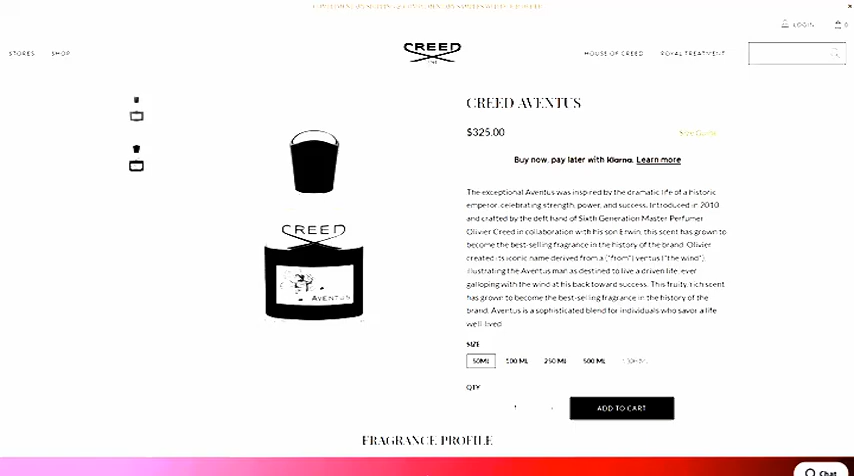 LOGIN
0
STORES
SHOP
CREED
HOUSE OF CREED
ROYAL TREATMENT
CREED AVENTUS
$325.00
Size Guide
Buy now, pay later with Klarna. Learn more
The exceptional Aventus was inspired by the dramatic life of a historic
emperor, celebrating strength, power, and success. Introduced in 2010
and crafted by the deft hand of Sixth Generation Master Perfumer
Olivier Creed in collaboration with his son Erwin, this scent has grown to
become the best-selling fragrance in the history of the brand. Olivier
created its iconic name derived from a ("from") ventus ("the wind"),
illustrating the Aventus man as destined to live a driven life, ever
galloping with the wind at his back toward success. This fruity, rich scent
has grown to become the best-selling fragrance in the history of the
brand. Aventus is a sophisticated blend for individuals who savor a life
well-lived.
CREED
AVENTUS
SIZE
50ML
100 ML
250 ML
500 ML
QTY
ADD TO CART
FRAGRANCE PROFILE
Chat